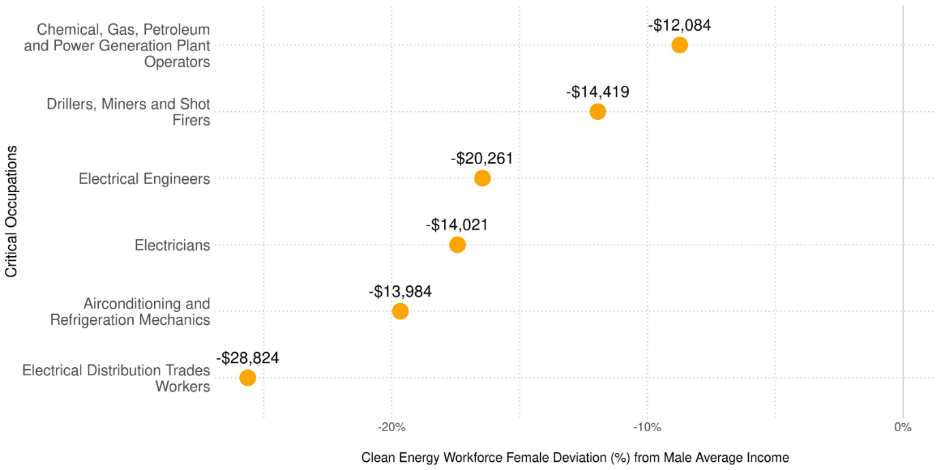 Critical Occupations
Chemical, Gas, Petroleum
and Power Generation Plant
Operators
-$12,084
Drillers, Miners and Shot
Firers
-$14,419
Electrical Engineers
-$20,261
Electricians
-$14,021
Airconditioning and
Refrigeration Mechanics
-$13,984
Electrical Distribution Trades
Workers
-$28,824
-20%
-10%
0%
Clean Energy Workforce Female Deviation (%) from Male Average Income